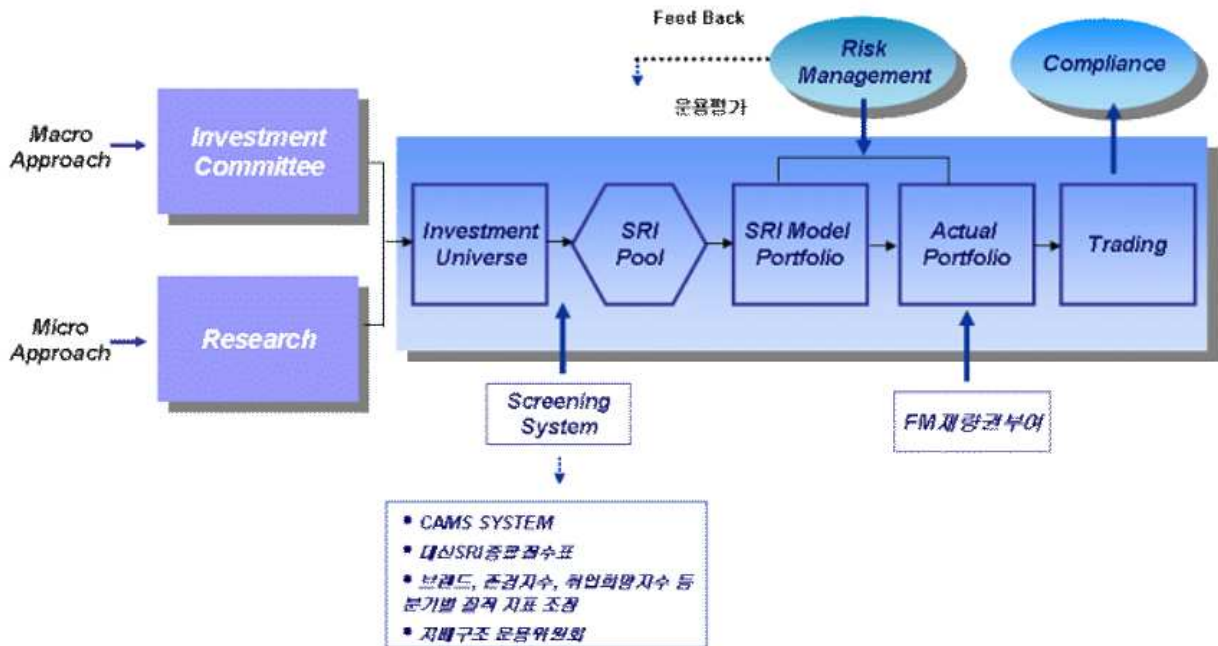 Feed Back
Risk
Management
Compliance
운용평가
Macro
Approach
Investment
Committee
Investment
Universe
SRI
Pool
SRI Model
Portfolio
Actual
Portfolio
Trading
Micro
Approach
Research
Screening
System
FM재량권부여
• CAMS SYSTEM
• 대신SRI종목점수표
• 브랜드, 존경지수, 취업희망지수 등
분기별 질적 지표 조정
• 지배구조 운용위원회